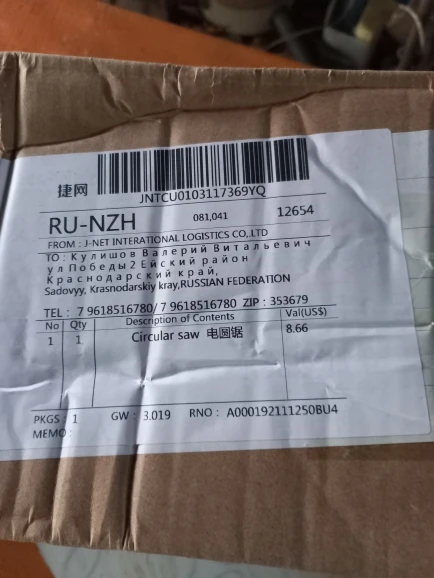 捷网
JNTCU0103117369YQ
RU-NZH 081,041 12654
FROM : J-NET INTERATIONAL LOGISTICS CO,.LTD
TO: Кулишов Валерий Витальевич
ул Победы 2 Ейский район
Краснодарский край,
Sadovyy, Krasnodarskiy kray,RUSSIAN FEDERATION
TEL : 7 9618516780/ 7 9618516780 ZIP : 353679
No Qty Description of Contents Val(US$)
1 1 Circular saw 电圆锯 8.66
PKGS : 1 GW : 3.019 RNO : A000192111250BU4
MEMO :